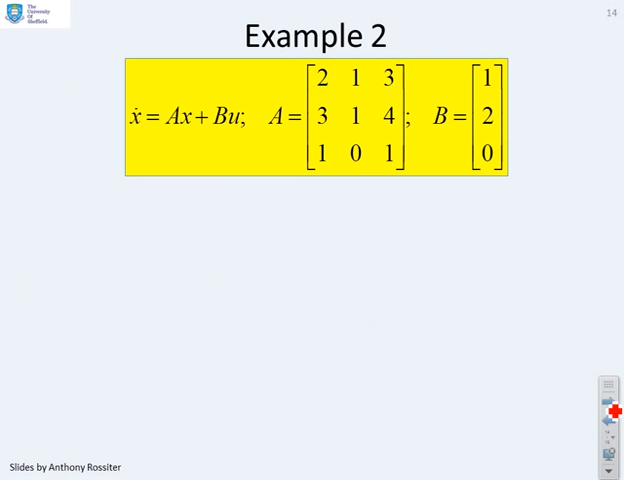 The
University
Of
Sheffield.
14
Example 2
ẋ = Ax + Bu; A = [2 1 3; 3 1 4; 1 0 1]; B = [1; 2; 0]
Slides by Anthony Rossiter